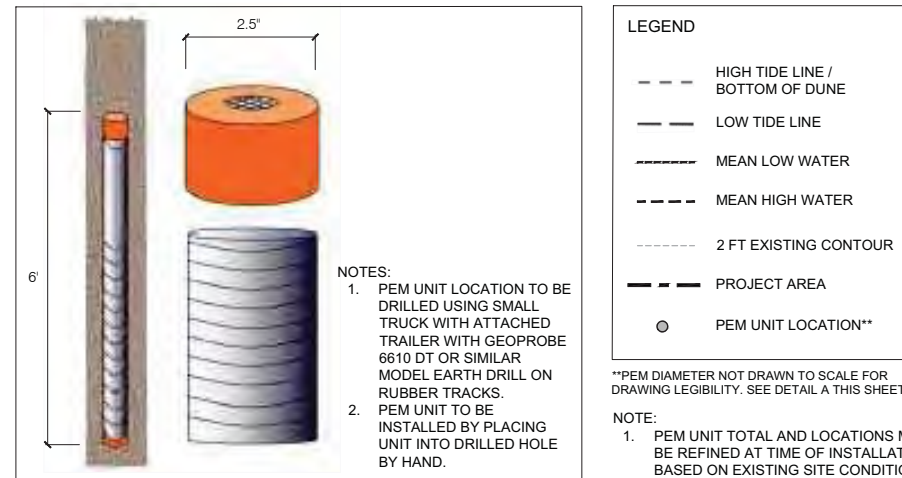 2.5"
6'
NOTES:
1. PEM UNIT LOCATION TO BE
DRILLED USING SMALL
TRUCK WITH ATTACHED
TRAILER WITH GEOPROBE
6610 DT OR SIMILAR
MODEL EARTH DRILL ON
RUBBER TRACKS.
2. PEM UNIT TO BE
INSTALLED BY PLACING
UNIT INTO DRILLED HOLE
BY HAND.
LEGEND
HIGH TIDE LINE /
BOTTOM OF DUNE
LOW TIDE LINE
MEAN LOW WATER
MEAN HIGH WATER
2 FT EXISTING CONTOUR
PROJECT AREA
PEM UNIT LOCATION**
**PEM DIAMETER NOT DRAWN TO SCALE FOR
DRAWING LEGIBILITY. SEE DETAIL A THIS SHEET
NOTE:
1. PEM UNIT TOTAL AND LOCATIONS
BE REFINED AT TIME OF
BASED ON EXISTING SITE